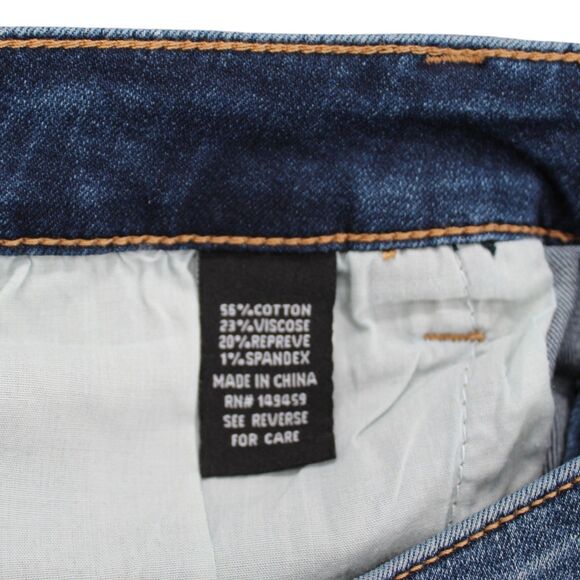 56%COTTON
23%VISCOSE
20%REPREVE
1%SPANDEX
MADE IN CHINA
RN# 149459
SEE REVERSE
FOR CARE